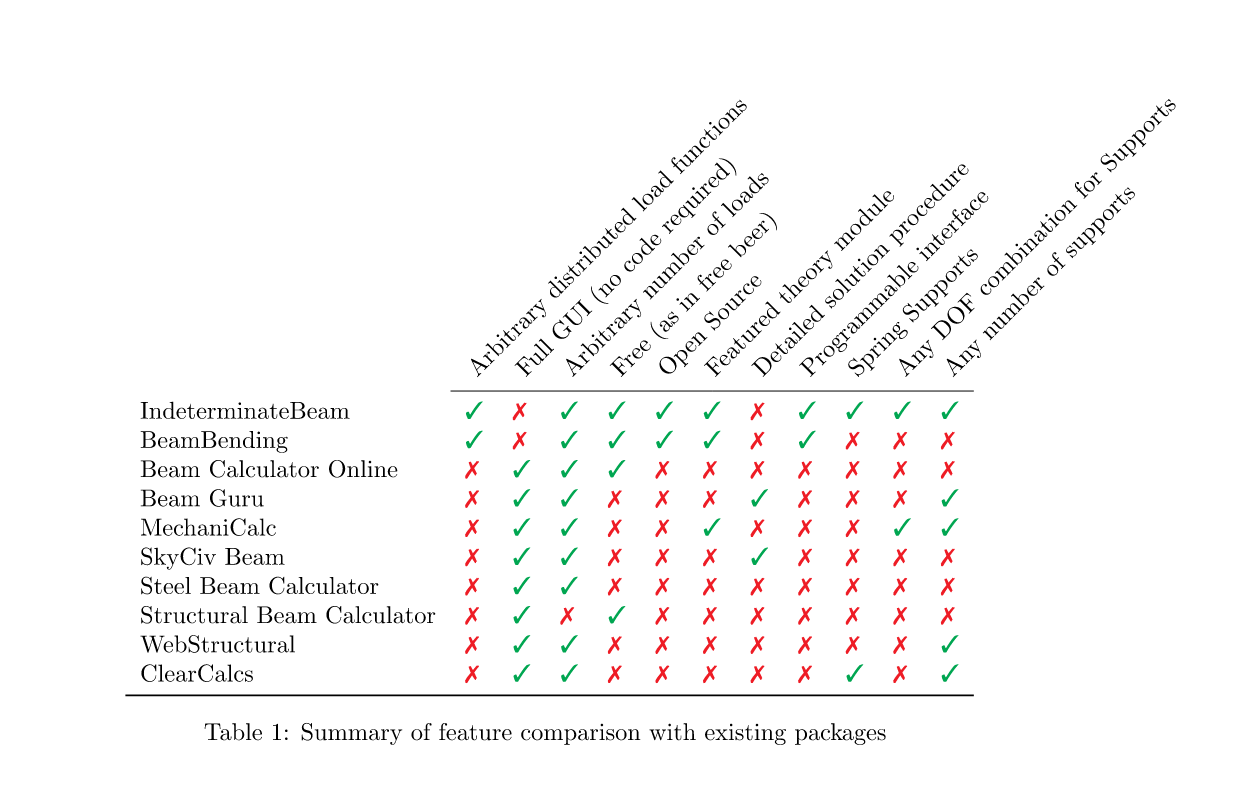 Arbitrary distributed load functions
Full GUI (no code required)
Arbitrary number of loads
Free (as in free beer)
Open Source
Featured theory module
Detailed solution procedure
Programmable interface
Spring Supports
Any DOF combination for Supports
Any number of supports
IndeterminateBeam ✓ ✗ ✓ ✓ ✓ ✓ ✗ ✓ ✓ ✓ ✓
BeamBending ✓ ✗ ✓ ✓ ✓ ✓ ✗ ✓ ✗ ✗ ✗
Beam Calculator Online ✗ ✓ ✓ ✓ ✗ ✗ ✗ ✗ ✗ ✗ ✗
Beam Guru ✗ ✓ ✓ ✗ ✗ ✗ ✓ ✗ ✗ ✗ ✓
MechaniCalc ✗ ✓ ✓ ✗ ✗ ✓ ✗ ✗ ✗ ✓ ✓
SkyCiv Beam ✗ ✓ ✓ ✗ ✗ ✗ ✓ ✗ ✗ ✗ ✗
Steel Beam Calculator ✗ ✓ ✓ ✗ ✗ ✗ ✗ ✗ ✗ ✗ ✗
Structural Beam Calculator ✗ ✓ ✗ ✓ ✗ ✗ ✗ ✗ ✗ ✗ ✗
WebStructural ✗ ✓ ✓ ✗ ✗ ✗ ✗ ✗ ✗ ✗ ✓
ClearCalcs ✗ ✓ ✓ ✗ ✗ ✗ ✗ ✗ ✓ ✗ ✓
Table 1: Summary of feature comparison with existing packages